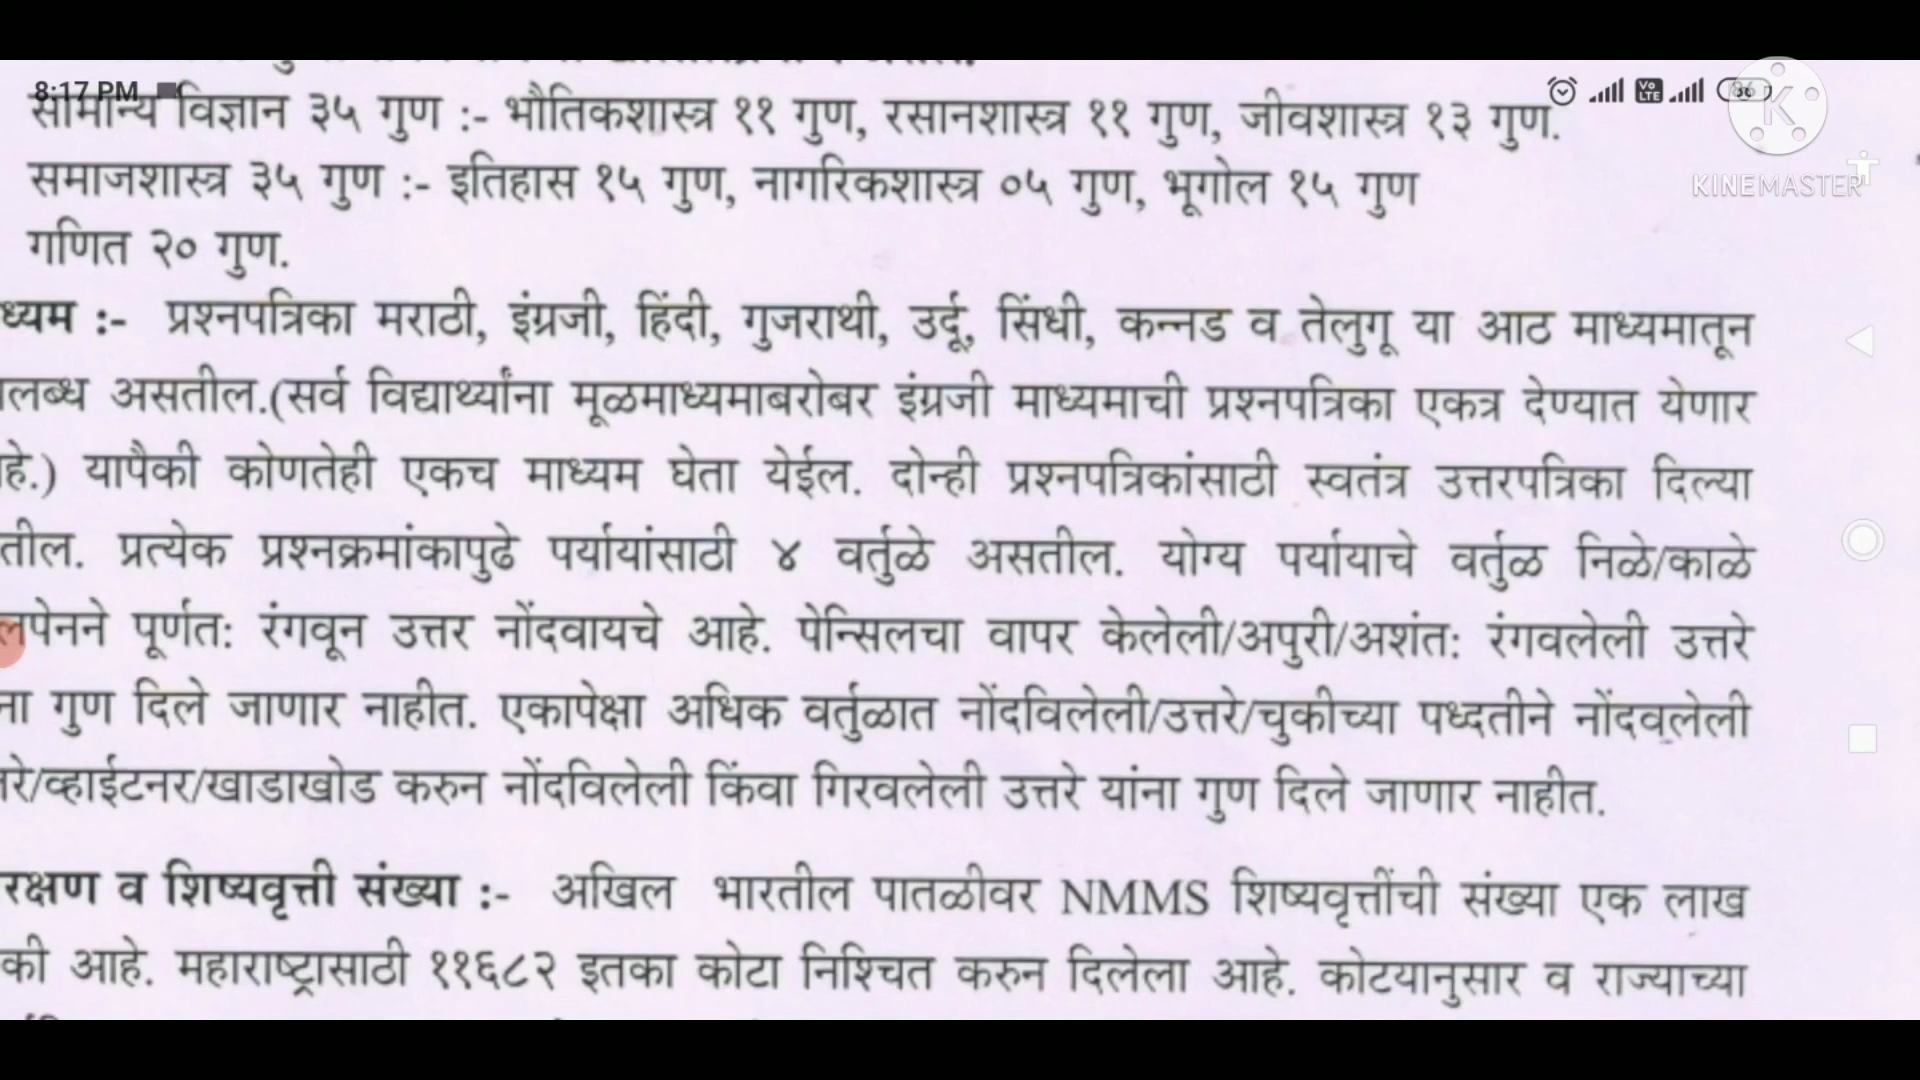 8:17 PM
सामान्य विज्ञान ३५ गुण :- भौतिकशास्त्र ११ गुण, रसानशास्त्र ११ गुण, जीवशास्त्र १३ गुण.
KINEMASTER
समाजशास्त्र ३५ गुण :- इतिहास १५ गुण, नागरिकशास्त्र ०५ गुण, भूगोल १५ गुण
गणित २० गुण.
ध्यम :- प्रश्नपत्रिका मराठी, इंग्रजी, हिंदी, गुजराथी, उर्दू, सिंधी, कन्नड व तेलुगू या आठ माध्यमातून
लब्ध असतील.(सर्व विद्यार्थ्यांना मूळमाध्यमाबरोबर इंग्रजी माध्यमाची प्रश्नपत्रिका एकत्र देण्यात येणार
हे.) यापैकी कोणतेही एकच माध्यम घेता येईल. दोन्ही प्रश्नपत्रिकांसाठी स्वतंत्र उत्तरपत्रिका दिल्या
तील. प्रत्येक प्रश्नक्रमांकापुढे पर्यायांसाठी ४ वर्तुळे असतील. योग्य पर्यायाचे वर्तुळ निळे/काळे
लपेनने पूर्णत: रंगवून उत्तर नोंदवायचे आहे. पेन्सिलचा वापर केलेली/अपुरी/अशंत: रंगवलेली उत्तरे
ना गुण दिले जाणार नाहीत. एकापेक्षा अधिक वर्तुळात नोंदविलेली/उत्तरे/चुकीच्या पध्दतीने नोंदवलेली
तरे/व्हाईटनर/खाडाखोड करुन नोंदविलेली किंवा गिरवलेली उत्तरे यांना गुण दिले जाणार नाहीत.
रक्षण व शिष्यवृत्ती संख्या :- अखिल भारतील पातळीवर NMMS शिष्यवृत्तींची संख्या एक लाख
की आहे. महाराष्ट्रासाठी ११६८२ इतका कोटा निश्चित करुन दिलेला आहे. कोटयानुसार व राज्याच्या